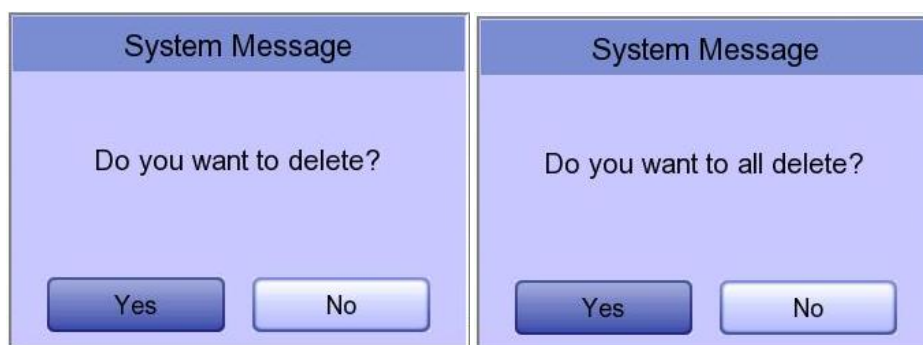 System Message
Do you want to delete?
Yes
No
System Message
Do you want to all delete?
Yes
No